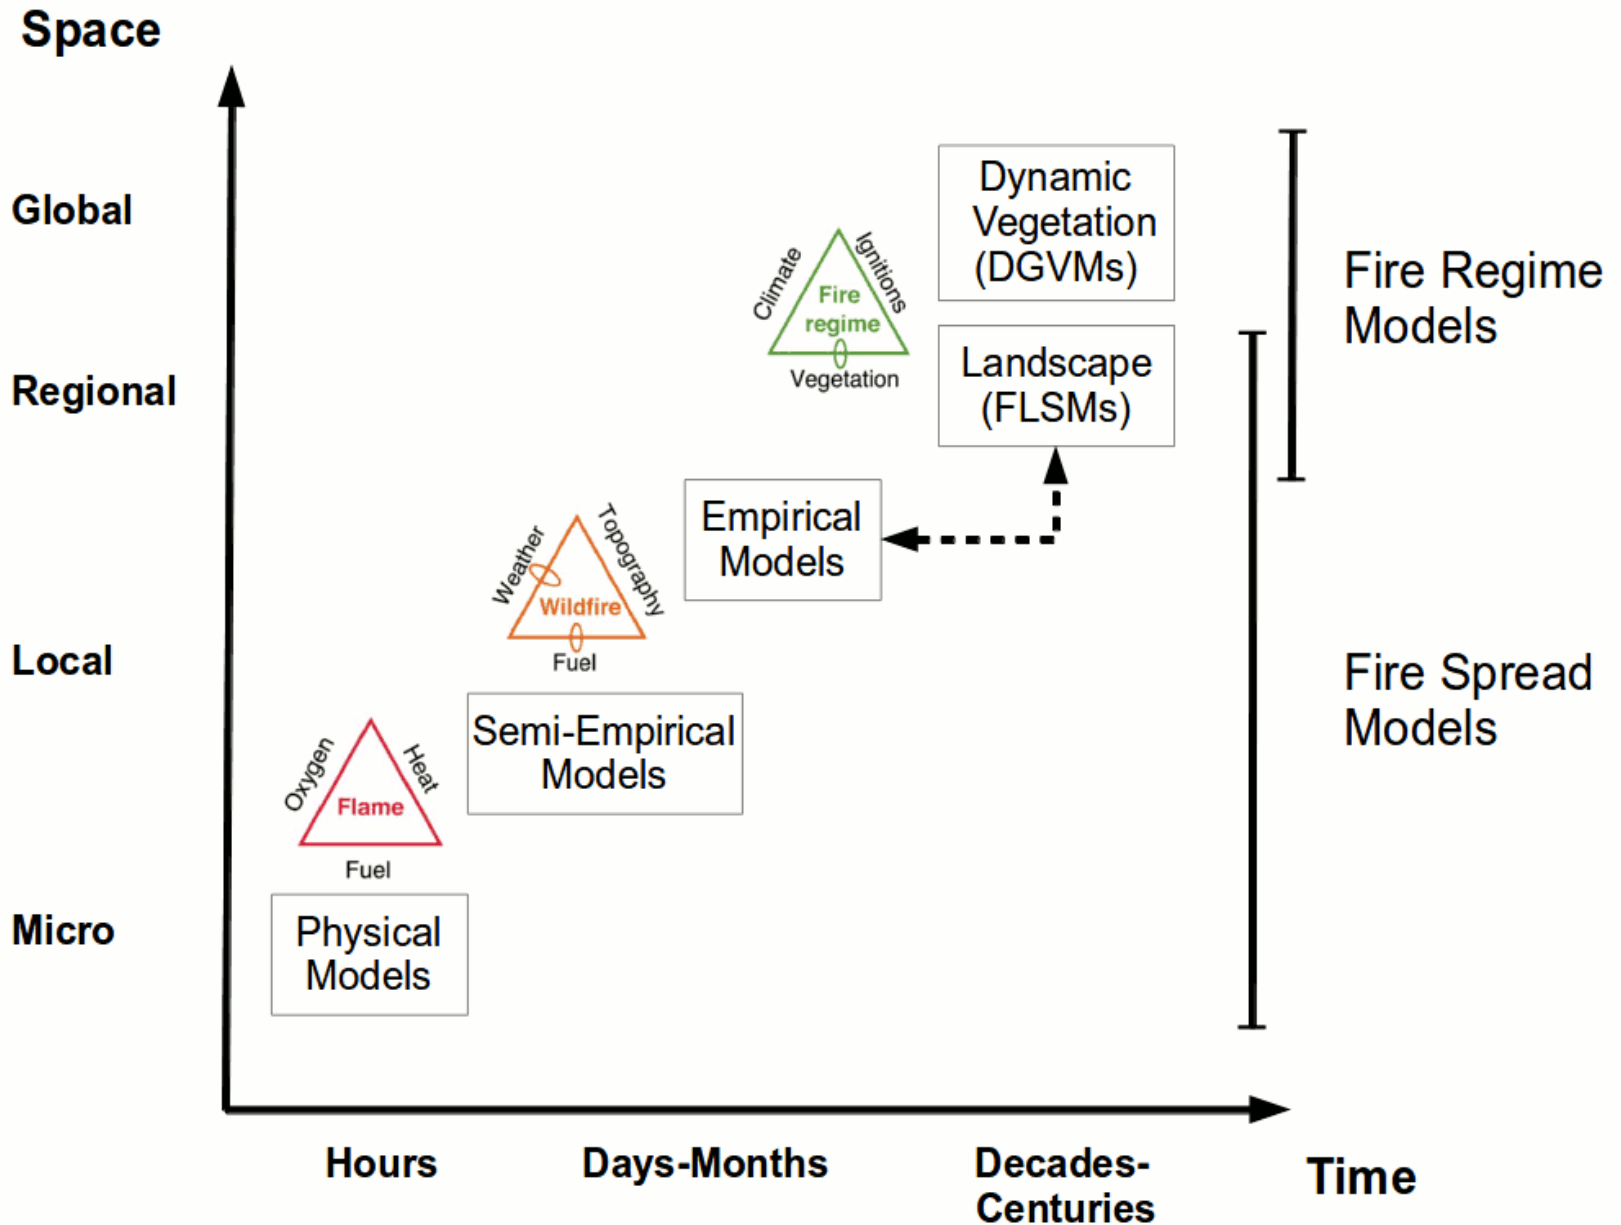 Space
Global
Regional
Local
Micro
Dynamic
Vegetation
(DGVMs)
Climate
Ignitions
Fire
regime
Vegetation
Landscape
(FLSMs)
Fire Regime
Models
Empirical
Models
Weather
Topography
Wildfire
Fuel
Fire Spread
Models
Semi-Empirical
Models
Oxygen
Heat
Flame
Fuel
Physical
Models
Hours
Days-Months
Decades-
Centuries
Time